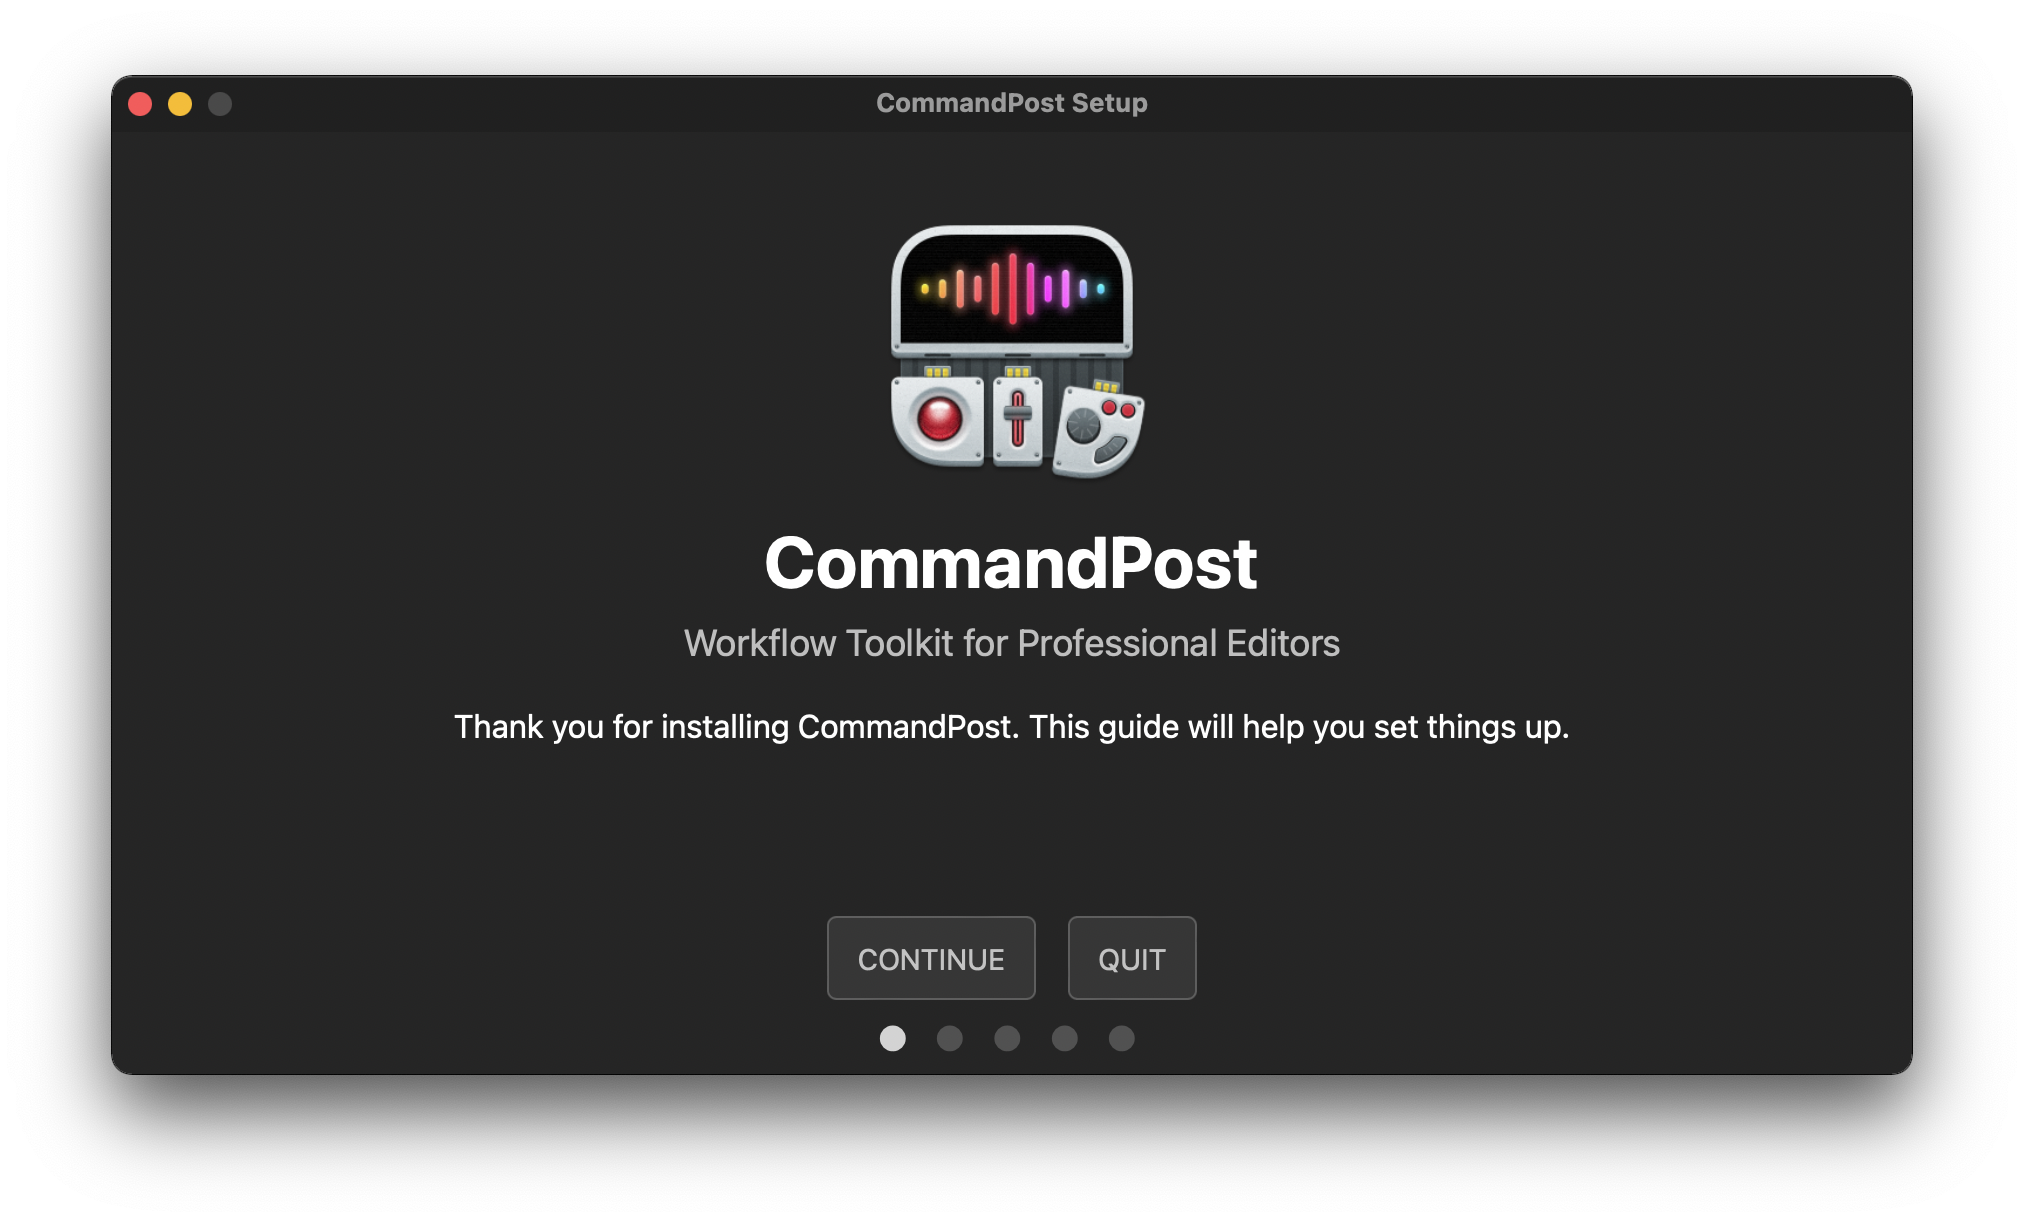 CommandPost Setup
CommandPost
Workflow Toolkit for Professional Editors
Thank you for installing CommandPost. This guide will help you set things up.
CONTINUE QUIT